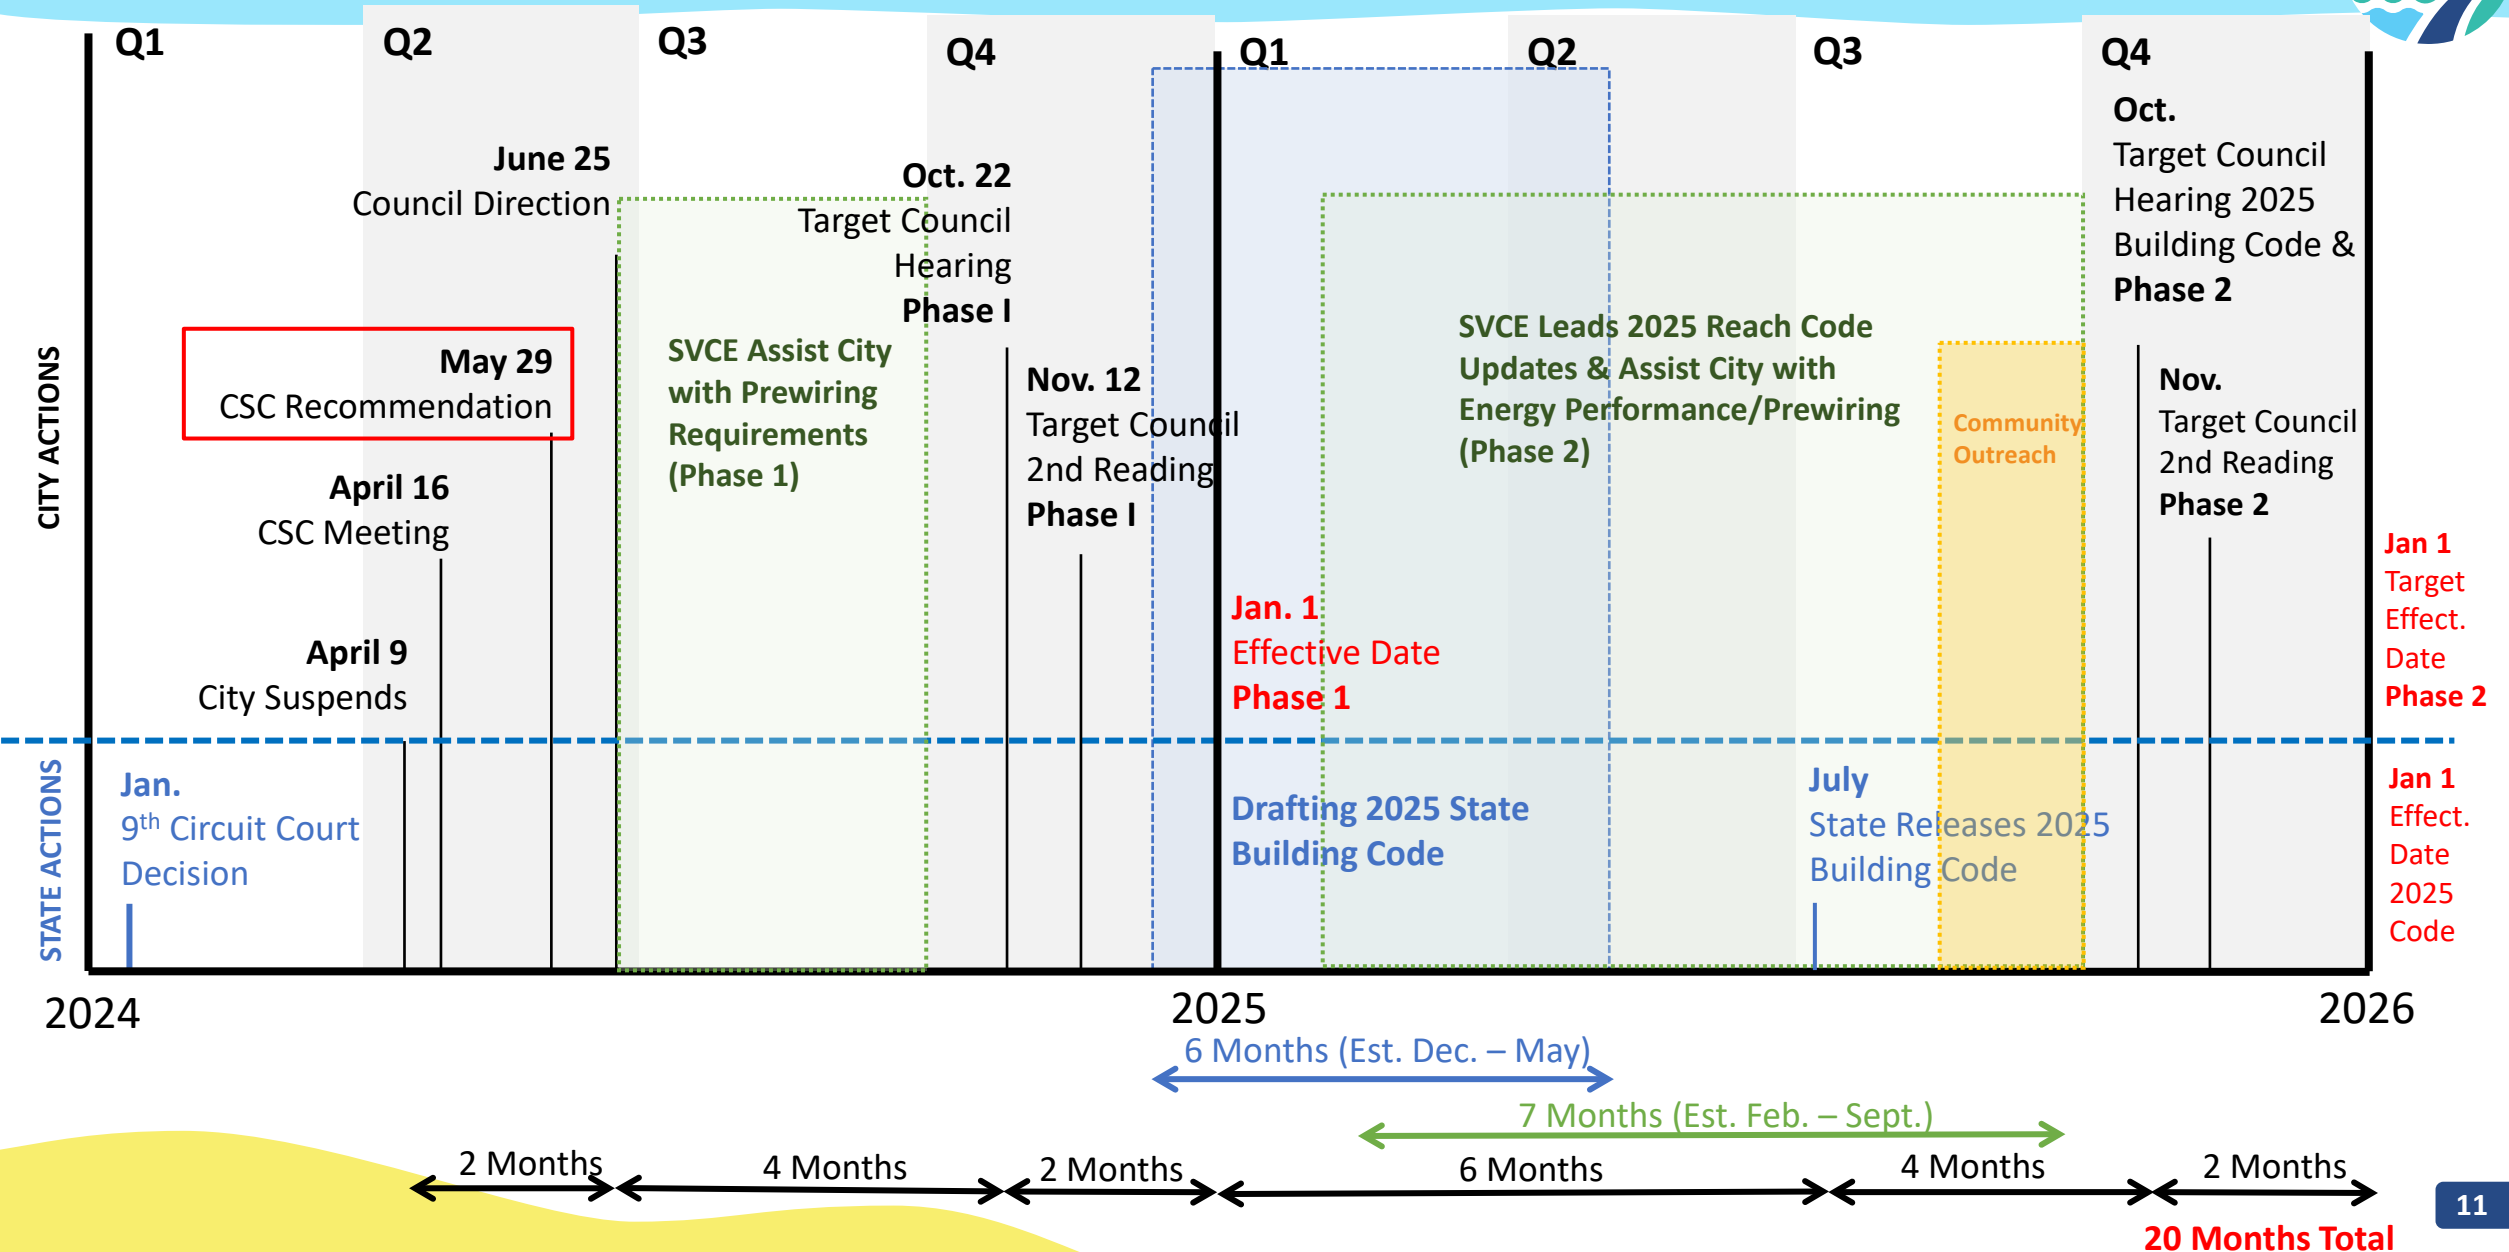 Q1
Q2
Q3
Q4
Q1
Q2
Q3
Q4
CITY ACTIONS
June 25
Council Direction
May 29
CSC Recommendation
April 16
CSC Meeting
April 9
City Suspends
SVCE Assist City
with Prewiring
Requirements
(Phase 1)
Oct. 22
Target Council
Hearing
Phase I
Nov. 12
Target Council
2nd Reading
Phase I
Jan. 1
Effective Date
Phase 1
SVCE Leads 2025 Reach Code
Updates & Assist City with
Energy Performance/Prewiring
(Phase 2)
Community
Outreach
Oct.
Target Council
Hearing 2025
Building Code &
Phase 2
Nov.
Target Council
2nd Reading
Phase 2
Jan 1
Target
Effect.
Date
Phase 2
STATE ACTIONS
Jan.
9th Circuit Court
Decision
Drafting 2025 State
Building Code
July
State Releases 2025
Building Code
Jan 1
Effect.
Date
2025
Code
2024
2025
2026
6 Months (Est. Dec. – May)
7 Months (Est. Feb. – Sept.)
2 Months
4 Months
2 Months
6 Months
4 Months
2 Months
20 Months Total
11